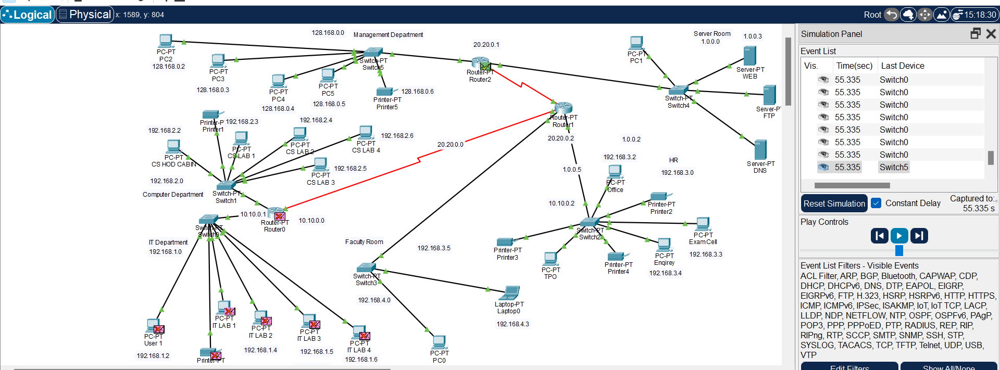 Logical
Physical
x: 1589, y: 804
Root
15:18:30
128.168.0.0
Management Department
PC-PT
PC2
128.168.0.2
PC-PT
PC3
128.168.0.3
PC-PT
PC4
128.168.0.4
PC-PT
PC5
128.168.0.5
Switch-PT
Switch5
Printer-PT
Printer5
128.168.0.6
20.20.0.1
Router-PT
Router2
PC-PT
PC1
Server Room
1.0.0.0
1.0.0.3
Server-PT
WEB
Switch-PT
Switch4
Server-P
FTP
Server-PT
DNS
Printer-P
Printer1
192.168.2.3
192.168.2.2
PC-PT
CS HOD CABIN
PC-PT
CS LAB 1
192.168.2.4
PC-PT
CS LAB 2
PC-PT
CS LAB 4
192.168.2.6
PC-PT
CS LAB 3
192.168.2.5
192.168.2.0
Computer Department
Switch-PT
Switch1
20.20.0.0
Router-PT
Router1
20.20.0.2
1.0.0.2
192.168.3.2
HR
192.168.3.0
1.0.0.5
PC-PT
Office
10.10.0.2
Printer-PT
Printer2
10.10.0.1
Router-PT
Router0
10.10.0.0
Switch-PT
Switch0
IT Department
192.168.1.0
Faculty Room
192.168.3.5
Switch-PT
Switch2
Printer-PT
Printer3
PC-PT
TPO
Printer-PT
Printer4
PC-PT
Enqirey
192.168.3.4
PC-PT
Exam Cell
192.168.3.3
Switch-PT
Switch3
192.168.4.0
Laptop-PT
Laptop0
192.168.4.3
PC-PT
PC0
PC-PT
User 1
192.168.1.2
PC-PT
IT LAB 1
PC-PT
IT LAB 2
192.168.1.4
PC-PT
IT LAB 3
192.168.1.5
PC-PT
IT LAB 4
192.168.1.6
Printer-PT
Simulation Panel
Event List
Vis. Time(sec) Last Device
55.335 Switch0
55.335 Switch0
55.335 Switch0
55.335 Switch0
55.335 Switch0
55.335 Switch0
55.335 Switch0
55.335 Switch5
Reset Simulation
Constant Delay
Captured to:
55.335 s
Play Controls
Event List Filters - Visible Events
ACL Filter, ARP, BGP, Bluetooth, CAPWAP, CDP,
DHCP, DHCPv6, DNS, DTP, EAPOL, EIGRP,
EIGRPv6, FTP, H.323, HSRP, HSRPv6, HTTP, HTTPS,
ICMP, ICMPv6, IPSec, ISAKMP, IoT, IoT TCP, LACP,
LLDP, NDP, NETFLOW, NTP, OSPF, OSPFv6, PAgP,
POP3, PPP, PPPoED, PTP, RADIUS, REP, RIP,
RIPng, RTP, SCCP, SMTP, SNMP, SSH, STP,
SYSLOG, TACACS, TCP, TFTP, Telnet, UDP, USB,
VTP
Edit Filters
Show All/None